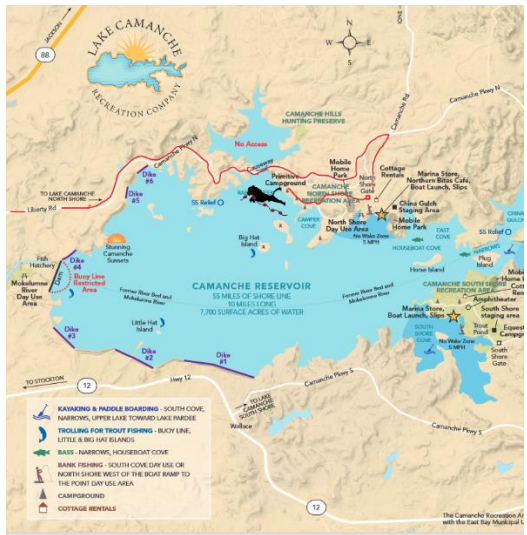 JACKSON
88
LAKE CAMANCHE
RECREATION COMPANY
N
W
E
S
IONE
Camanche Rd
Camanche Pkwy N
CAMANCHE HILLS
HUNTING PRESERVE
No Access
Camanche Pkwy N
Causeway
Mobile
Home
Park
Primitive
Campground
North
Shore
Gate
Cottage
Rentals
Marina Store,
Northern Bites Café,
Boat Launch, Slips
CAMANCHE
NORTH SHORE
RECREATION AREA
China Gulch
Staging Area
Mobile
Home Park
TO LAKE CAMANCHE
NORTH SHORE
Liberty Rd
Dike
#6
Dike
#5
SS Relief
CAMPER
COVE
North Shore
Day Use Area
No Wake Zone
5 MPH
EAST
COVE
HOUSEBOAT COVE
SS Relief
CHINA
GULCH
NARROWS
Plug
Island
Big Hat
Island
Stunning
Camanche
Sunsets
Fish
Hatchery
Dike
#4
Dam
Buoy Line
Restricted
Area
Mokelumne
River
Day Use
Area
Horse Island
CAMANCHE RESERVOIR
55 MILES OF SHORE LINE
10 MILES LONG
7,700 SURFACE ACRES OF WATER
Former River Bed and
Mokelumne River
Former River Bed and
Mokelumne River
CAMANCHE SOUTH SHORE
RECREATION AREA
Amphitheater
South Shore
staging area
Marina Store,
Boat Launch, Slips
Trout
Pond
SOUTH
SHORE
COVE
No Wake Zone
5 MPH
South
Shore
Gate
Little Hat
Island
Dike
#3
Dike
#2
Dike
#1
TO STOCKTON
12
Hwy 12
TO LAKE
CAMANCHE
SOUTH SHORE
Camanche Pkwy S
Wallace
Camanche Pkwy S
12
KAYAKING & PADDLE BOARDING - SOUTH COVE,
NARROWS, UPPER LAKE TOWARD LAKE PARDEE
TROLLING FOR TROUT FISHING - BUOY LINE,
LITTLE & BIG HAT ISLANDS
BASS - NARROWS, HOUSEBOAT COVE
BANK FISHING - SOUTH COVE DAY USE OR
NORTH SHORE WEST OF THE BOAT RAMP TO
THE POINT DAY USE AREA
CAMPGROUND
COTTAGE RENTALS
The Camanche Recreation
with the East Bay Municipal